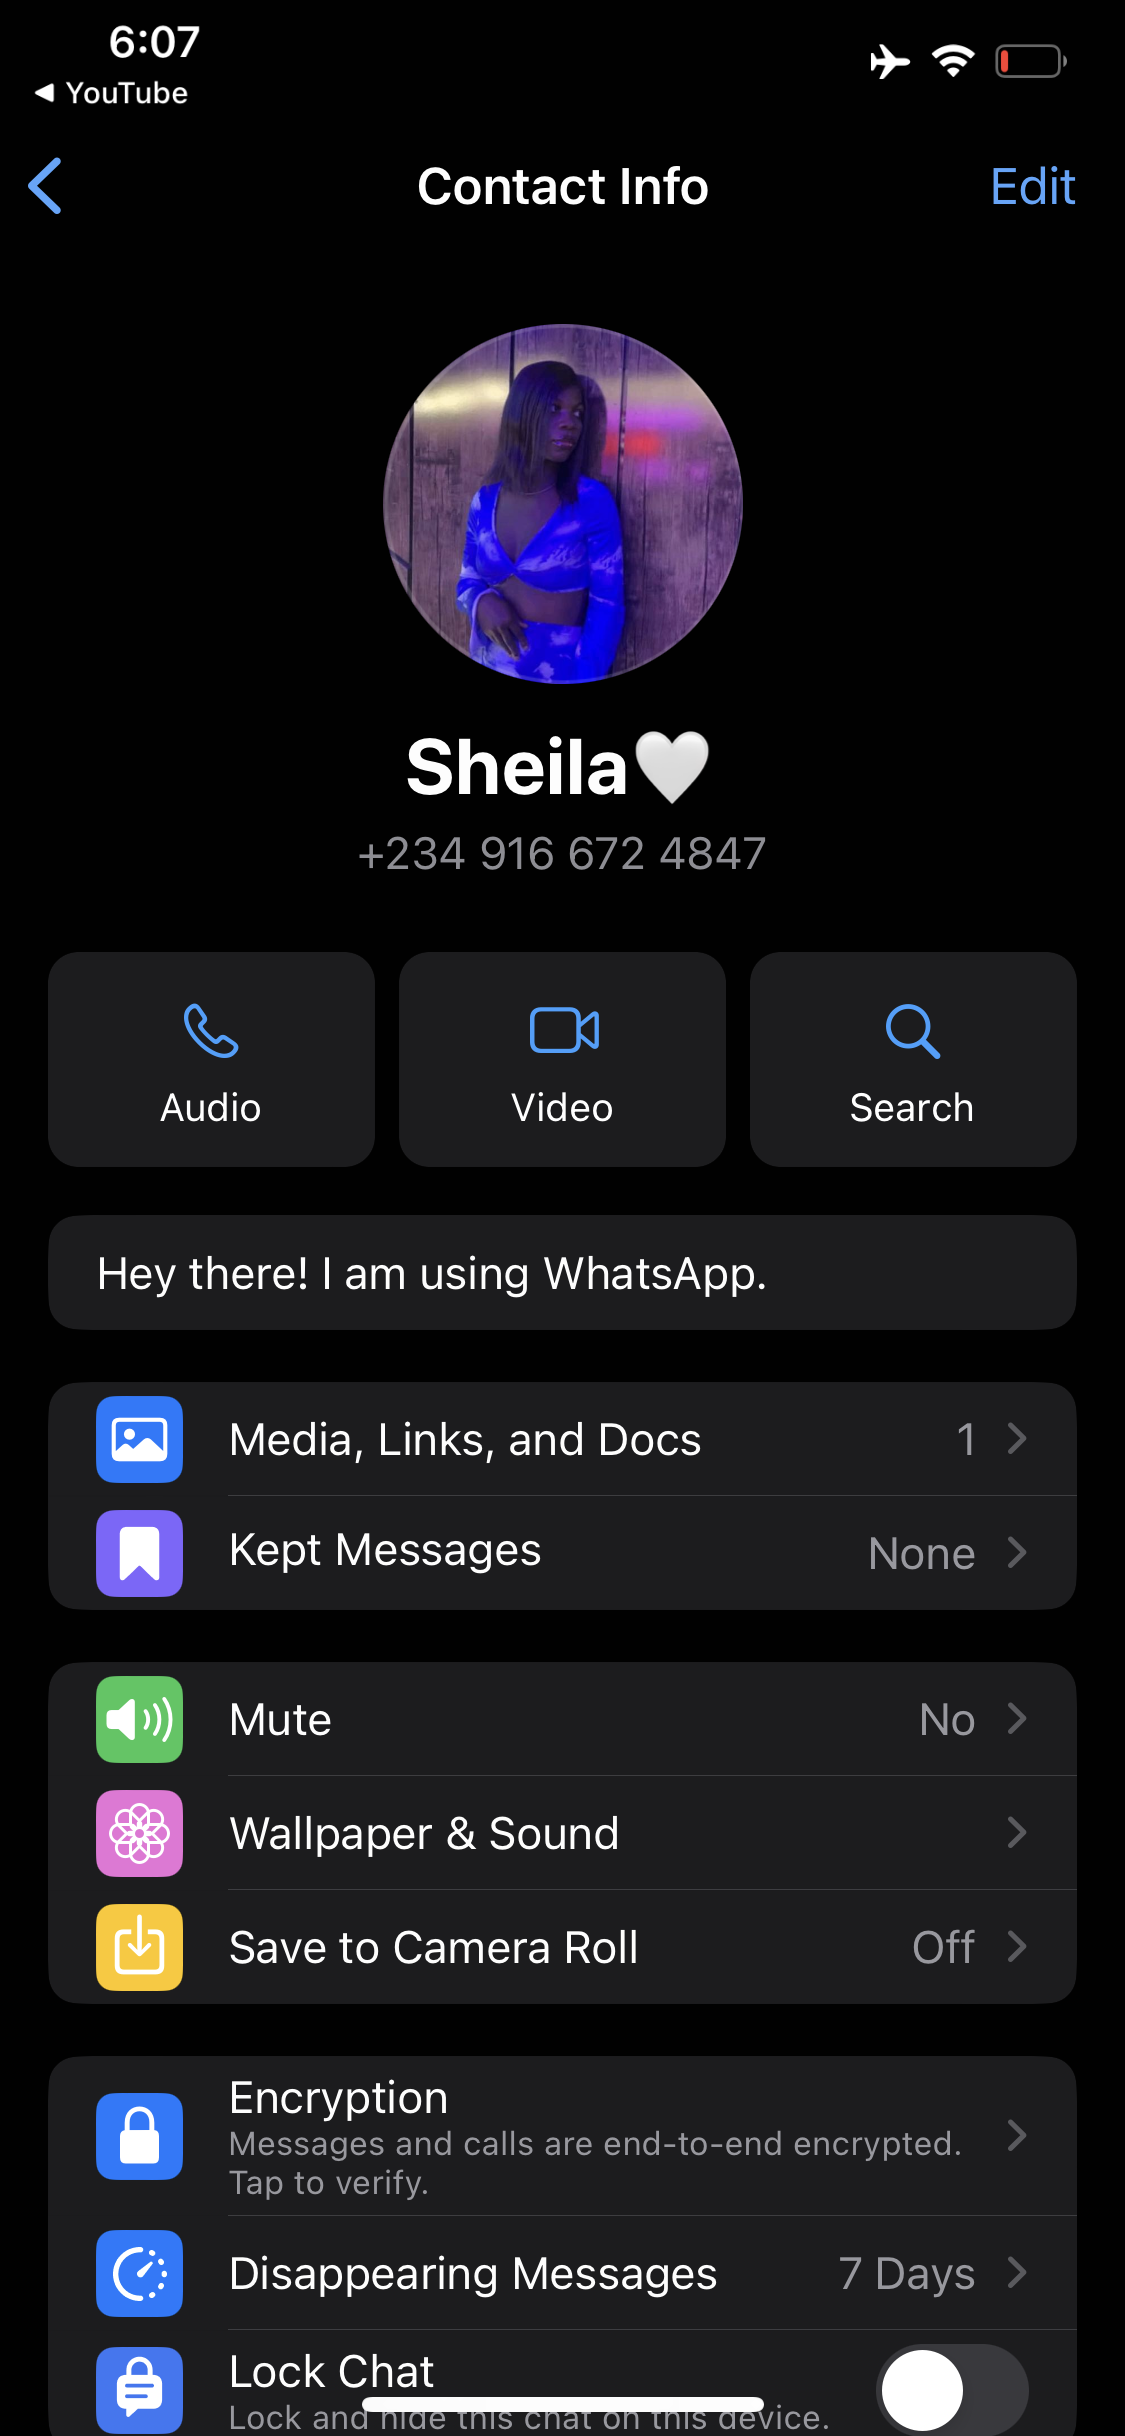 6:07
◀ YouTube
Contact Info
Edit
Sheila🤍
+234 916 672 4847
Audio
Video
Search
Hey there! I am using WhatsApp.
Media, Links, and Docs
1
Kept Messages
None
Mute
No
Wallpaper & Sound
Save to Camera Roll
Off
Encryption
Messages and calls are end-to-end encrypted.
Tap to verify.
Disappearing Messages
7 Days
Lock Chat
Lock and hide this chat on this device.